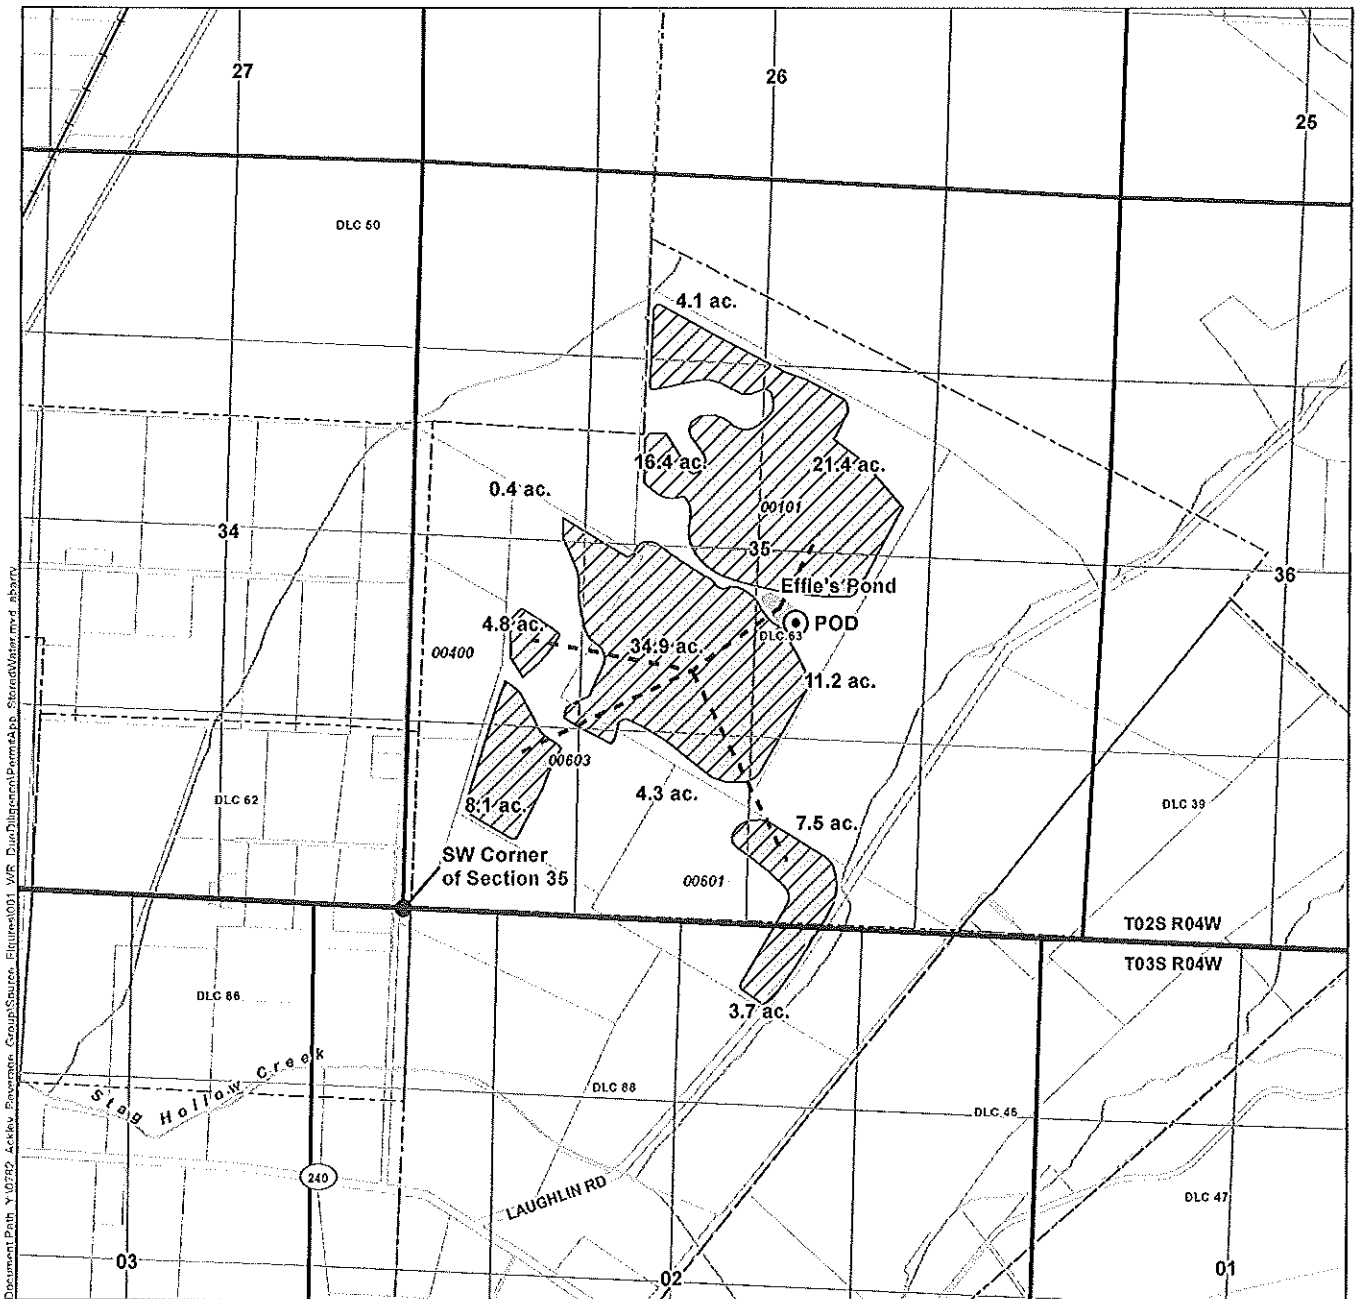 27
26
25
DLC 50
4.1 ac.
16.4 ac.
21.4 ac.
0.4 ac.
00101
34
35
36
Effie's Pond
POD
DLC 63
4.8 ac.
34.9 ac.
00400
11.2 ac.
00603
DLC 62
8.1 ac.
4.3 ac.
DLC 39
7.5 ac.
SW Corner
of Section 35
00601
T02S R04W
T03S R04W
DLC 86
3.7 ac.
Stag Hollow Creek
DLC 88
DLC 46
240
LAUGHLIN RD
DLC 47
03
02
01
Document Path